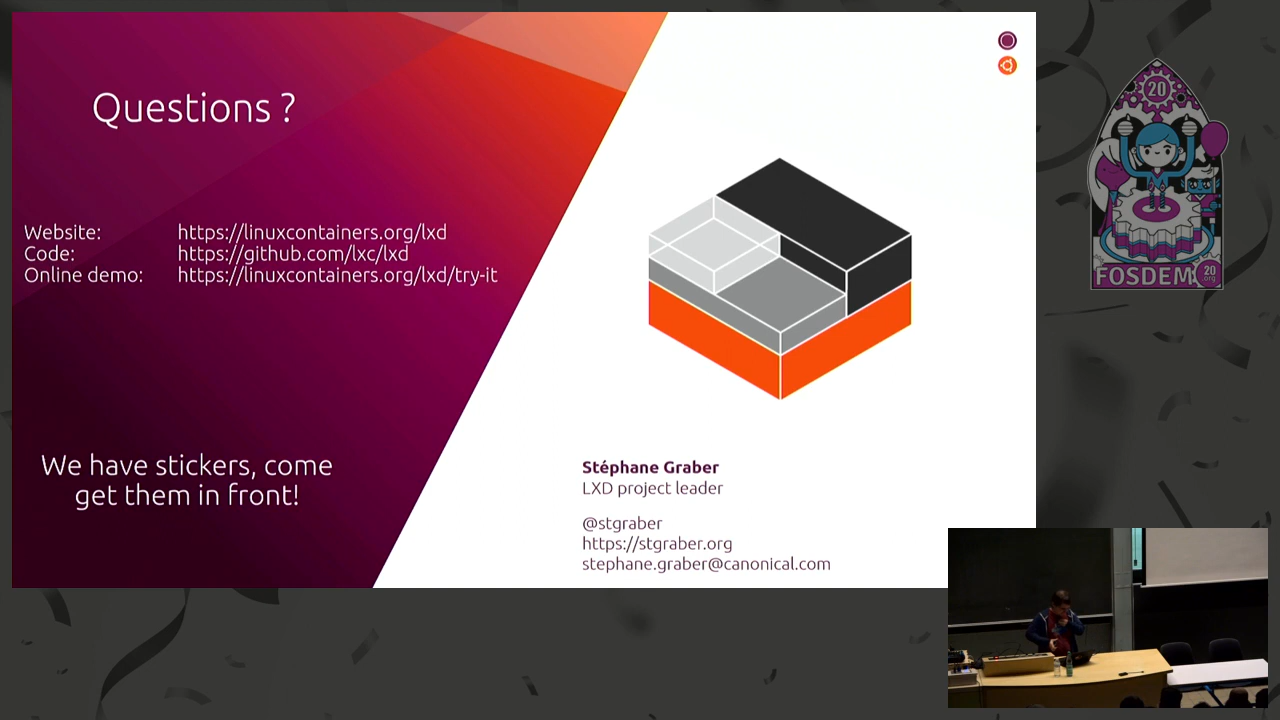 Questions ?
Website: https://linuxcontainers.org/lxd
Code: https://github.com/lxc/lxd
Online demo: https://linuxcontainers.org/lxd/try-it
We have stickers, come
get them in front!
Stéphane Graber
LXD project leader
@stgraber
https://stgraber.org
stephane.graber@canonical.com
20
FOSDEM
20
.org